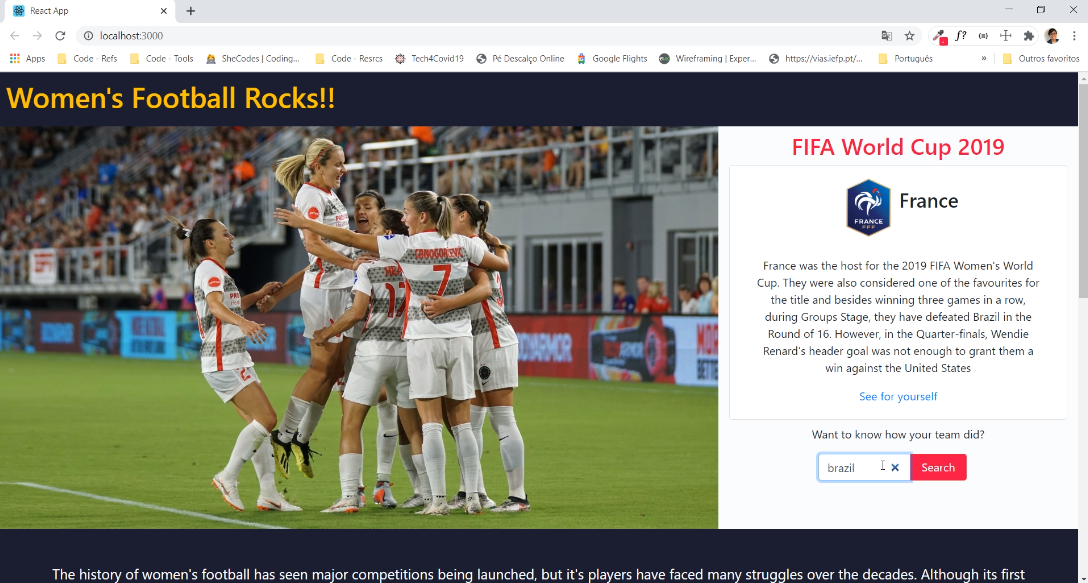 React App
localhost:3000
Apps
Code - Refs
Code - Tools
SheCodes | Coding...
Code - Resrcs
Tech4Covid19
Pé Descalço Online
Google Flights
Wireframing | Exper...
https://vias.iefp.pt/...
Português
»
Outros favoritos
Women's Football Rocks!!
FIFA World Cup 2019
FRANCE
FFF
France
France was the host for the 2019 FIFA Women's World
Cup. They were also considered one of the favourites for
the title and besides winning three games in a row,
during Groups Stage, they have defeated Brazil in the
Round of 16. However, in the Quarter-finals, Wendie
Renard's header goal was not enough to grant them a
win against the United States
See for yourself
Want to know how your team did?
brazil
Search
7
17
2
The history of women's football has seen major competitions being launched, but it's players have faced many struggles over the decades. Although its first